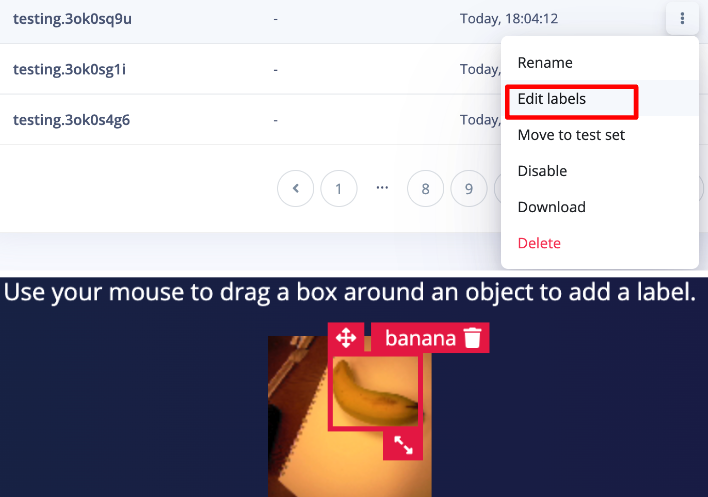 testing.3ok0sq9u - Today, 18:04:12
Rename
testing.3ok0sg1i - Today,
Edit labels
testing.3ok0s4g6 - Today,
Move to test set
Disable
1 ... 8 9
Download
Delete
Use your mouse to drag a box around an object to add a label.
banana